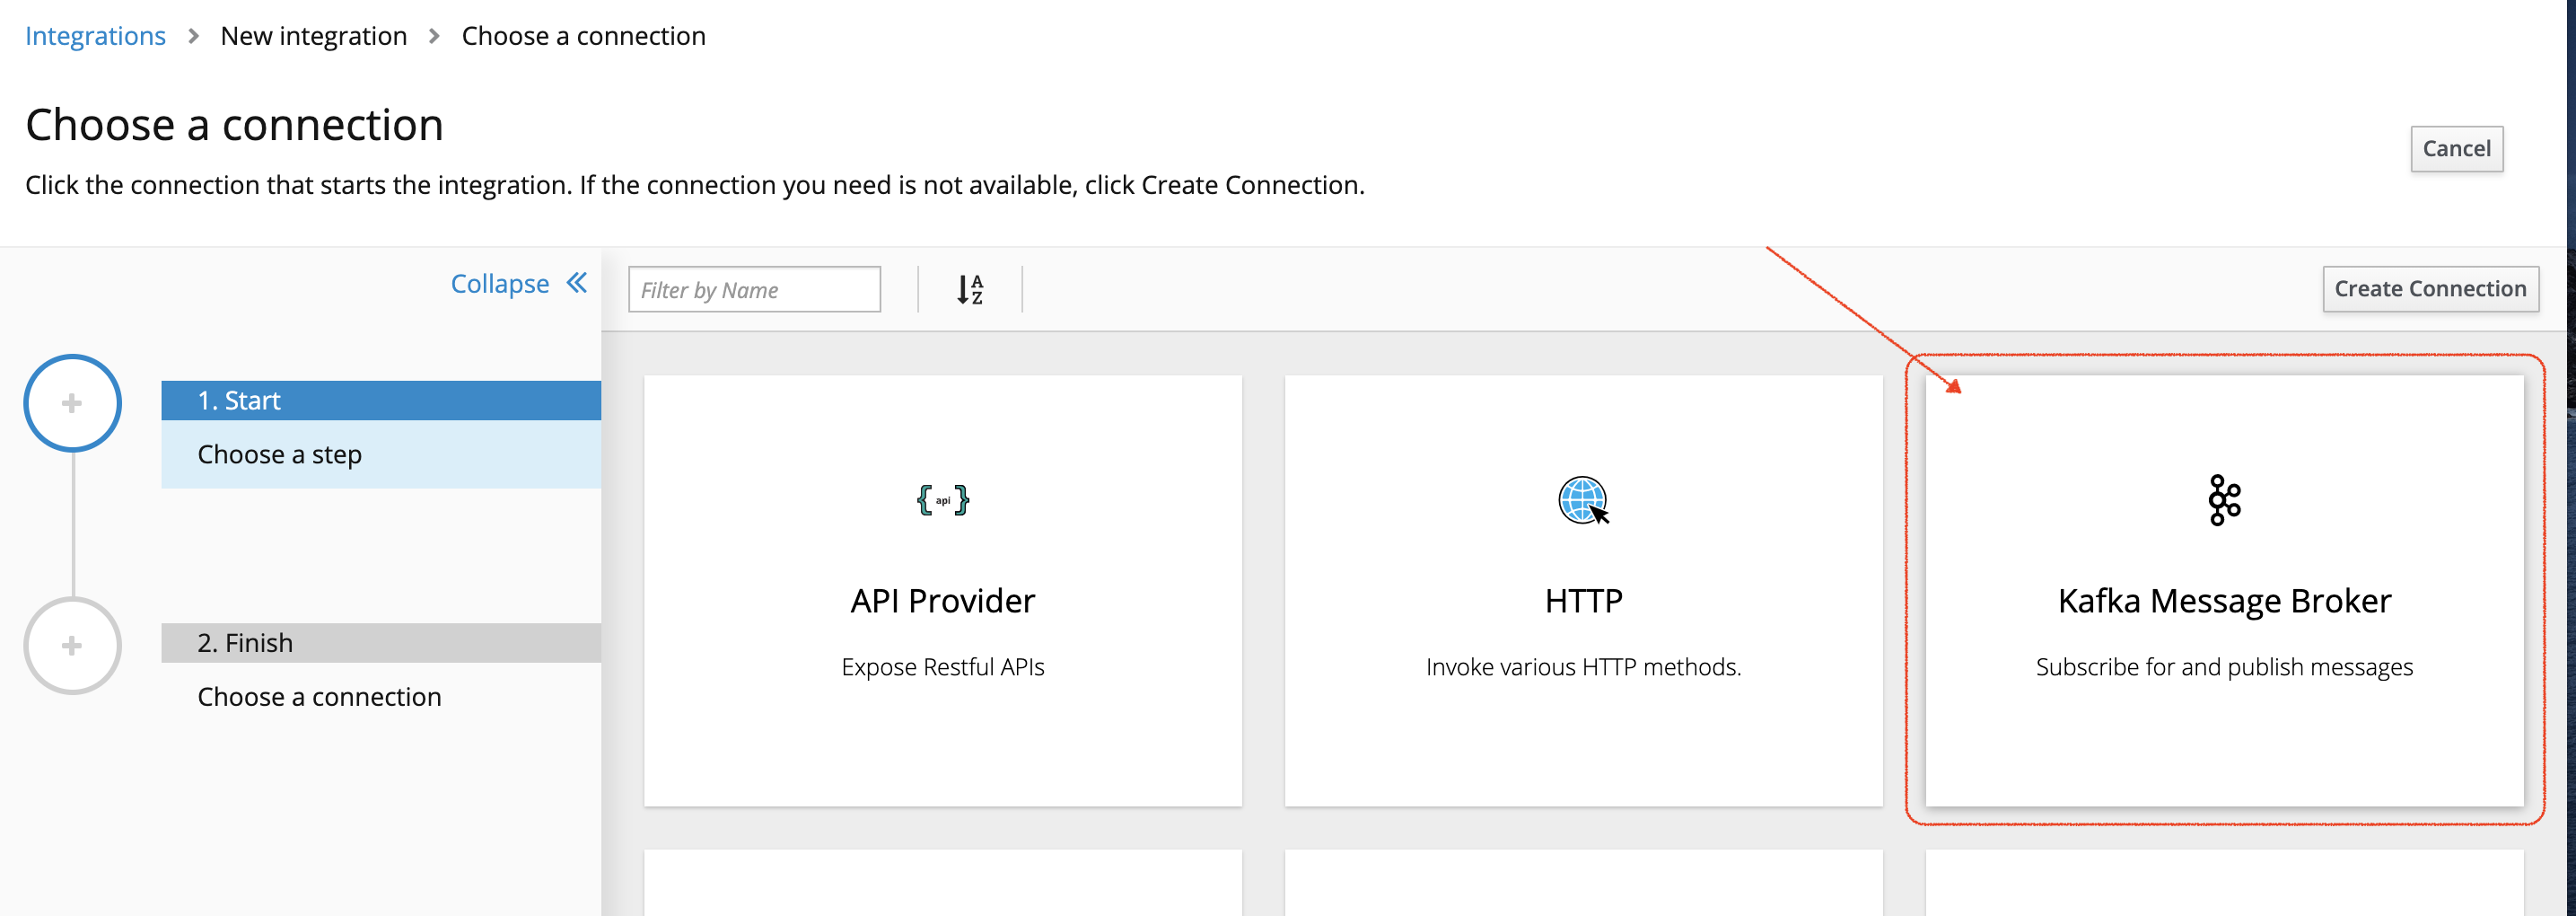 Integrations > New integration > Choose a connection
Choose a connection
Cancel
Click the connection that starts the integration. If the connection you need is not available, click Create Connection.
Collapse
Filter by Name
A
Z
Create Connection
1. Start
Choose a step
2. Finish
Choose a connection
{ api }
API Provider
Expose Restful APIs
HTTP
Invoke various HTTP methods.
Kafka Message Broker
Subscribe for and publish messages